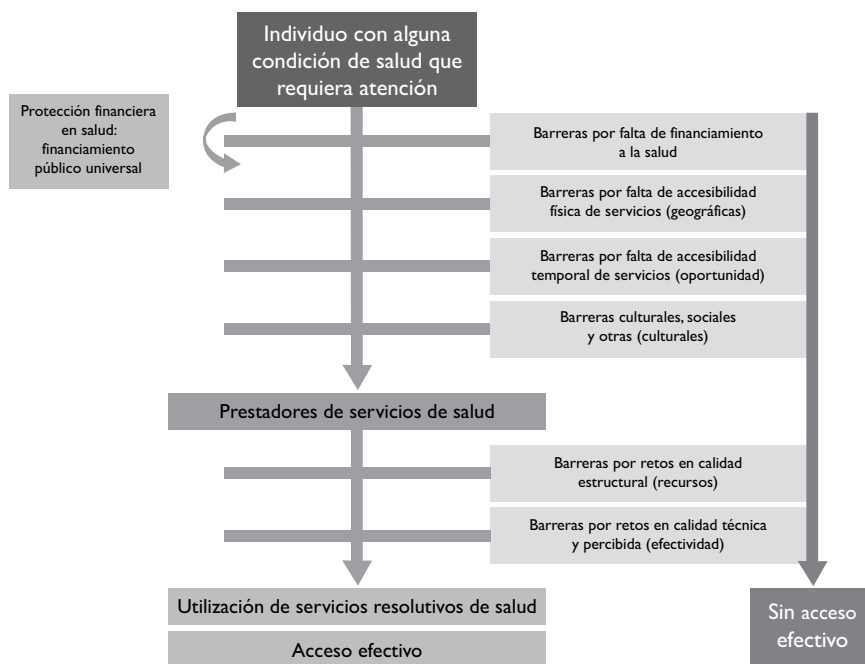 Individuo con alguna
condición de salud que
requiera atención
Protección financiera
en salud:
financiamiento
público universal
Barreras por falta de financiamiento
a la salud
Barreras por falta de accesibilidad
física de servicios (geográficas)
Barreras por falta de accesibilidad
temporal de servicios (oportunidad)
Barreras culturales, sociales
y otras (culturales)
Prestadores de servicios de salud
Barreras por retos en calidad
estructural (recursos)
Barreras por retos en calidad técnica
y percibida (efectividad)
Utilización de servicios resolutivos de salud
Acceso efectivo
Sin acceso
efectivo